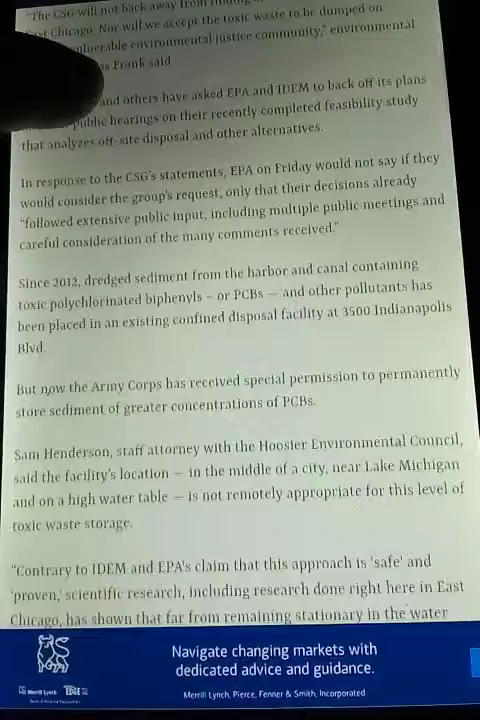 "The CSG will not back away from
East Chicago. Nor will we accept the toxic waste to be dumped on
vulnerable environmental justice community," environmental
Frank said
and others have asked EPA and IDEM to back off its plans
public hearings on their recently completed feasibility study
that analyzes off-site disposal and other alternatives.
In response to the CSG's statements, EPA on Friday would not say if they
would consider the group's request, only that their decisions already
"followed extensive public input, including multiple public meetings and
careful consideration of the many comments received."
Since 2012, dredged sediment from the harbor and canal containing
toxic polychlorinated biphenyls – or PCBs — and other pollutants has
been placed in an existing confined disposal facility at 3500 Indianapolis
Blvd.
But now the Army Corps has received special permission to permanently
store sediment of greater concentrations of PCBs.
Sam Henderson, staff attorney with the Hoosier Environmental Council,
said the facility's location — in the middle of a city, near Lake Michigan
and on a high water table — is not remotely appropriate for this level of
toxic waste storage.
"Contrary to IDEM and EPA's claim that this approach is 'safe' and
'proven,' scientific research, including research done right here in East
Chicago, has shown that far from remaining stationary in the water
Navigate changing markets with
dedicated advice and guidance.
Merrill Lynch
EDGE
Merrill Lynch, Pierce, Fenner & Smith, Incorporated